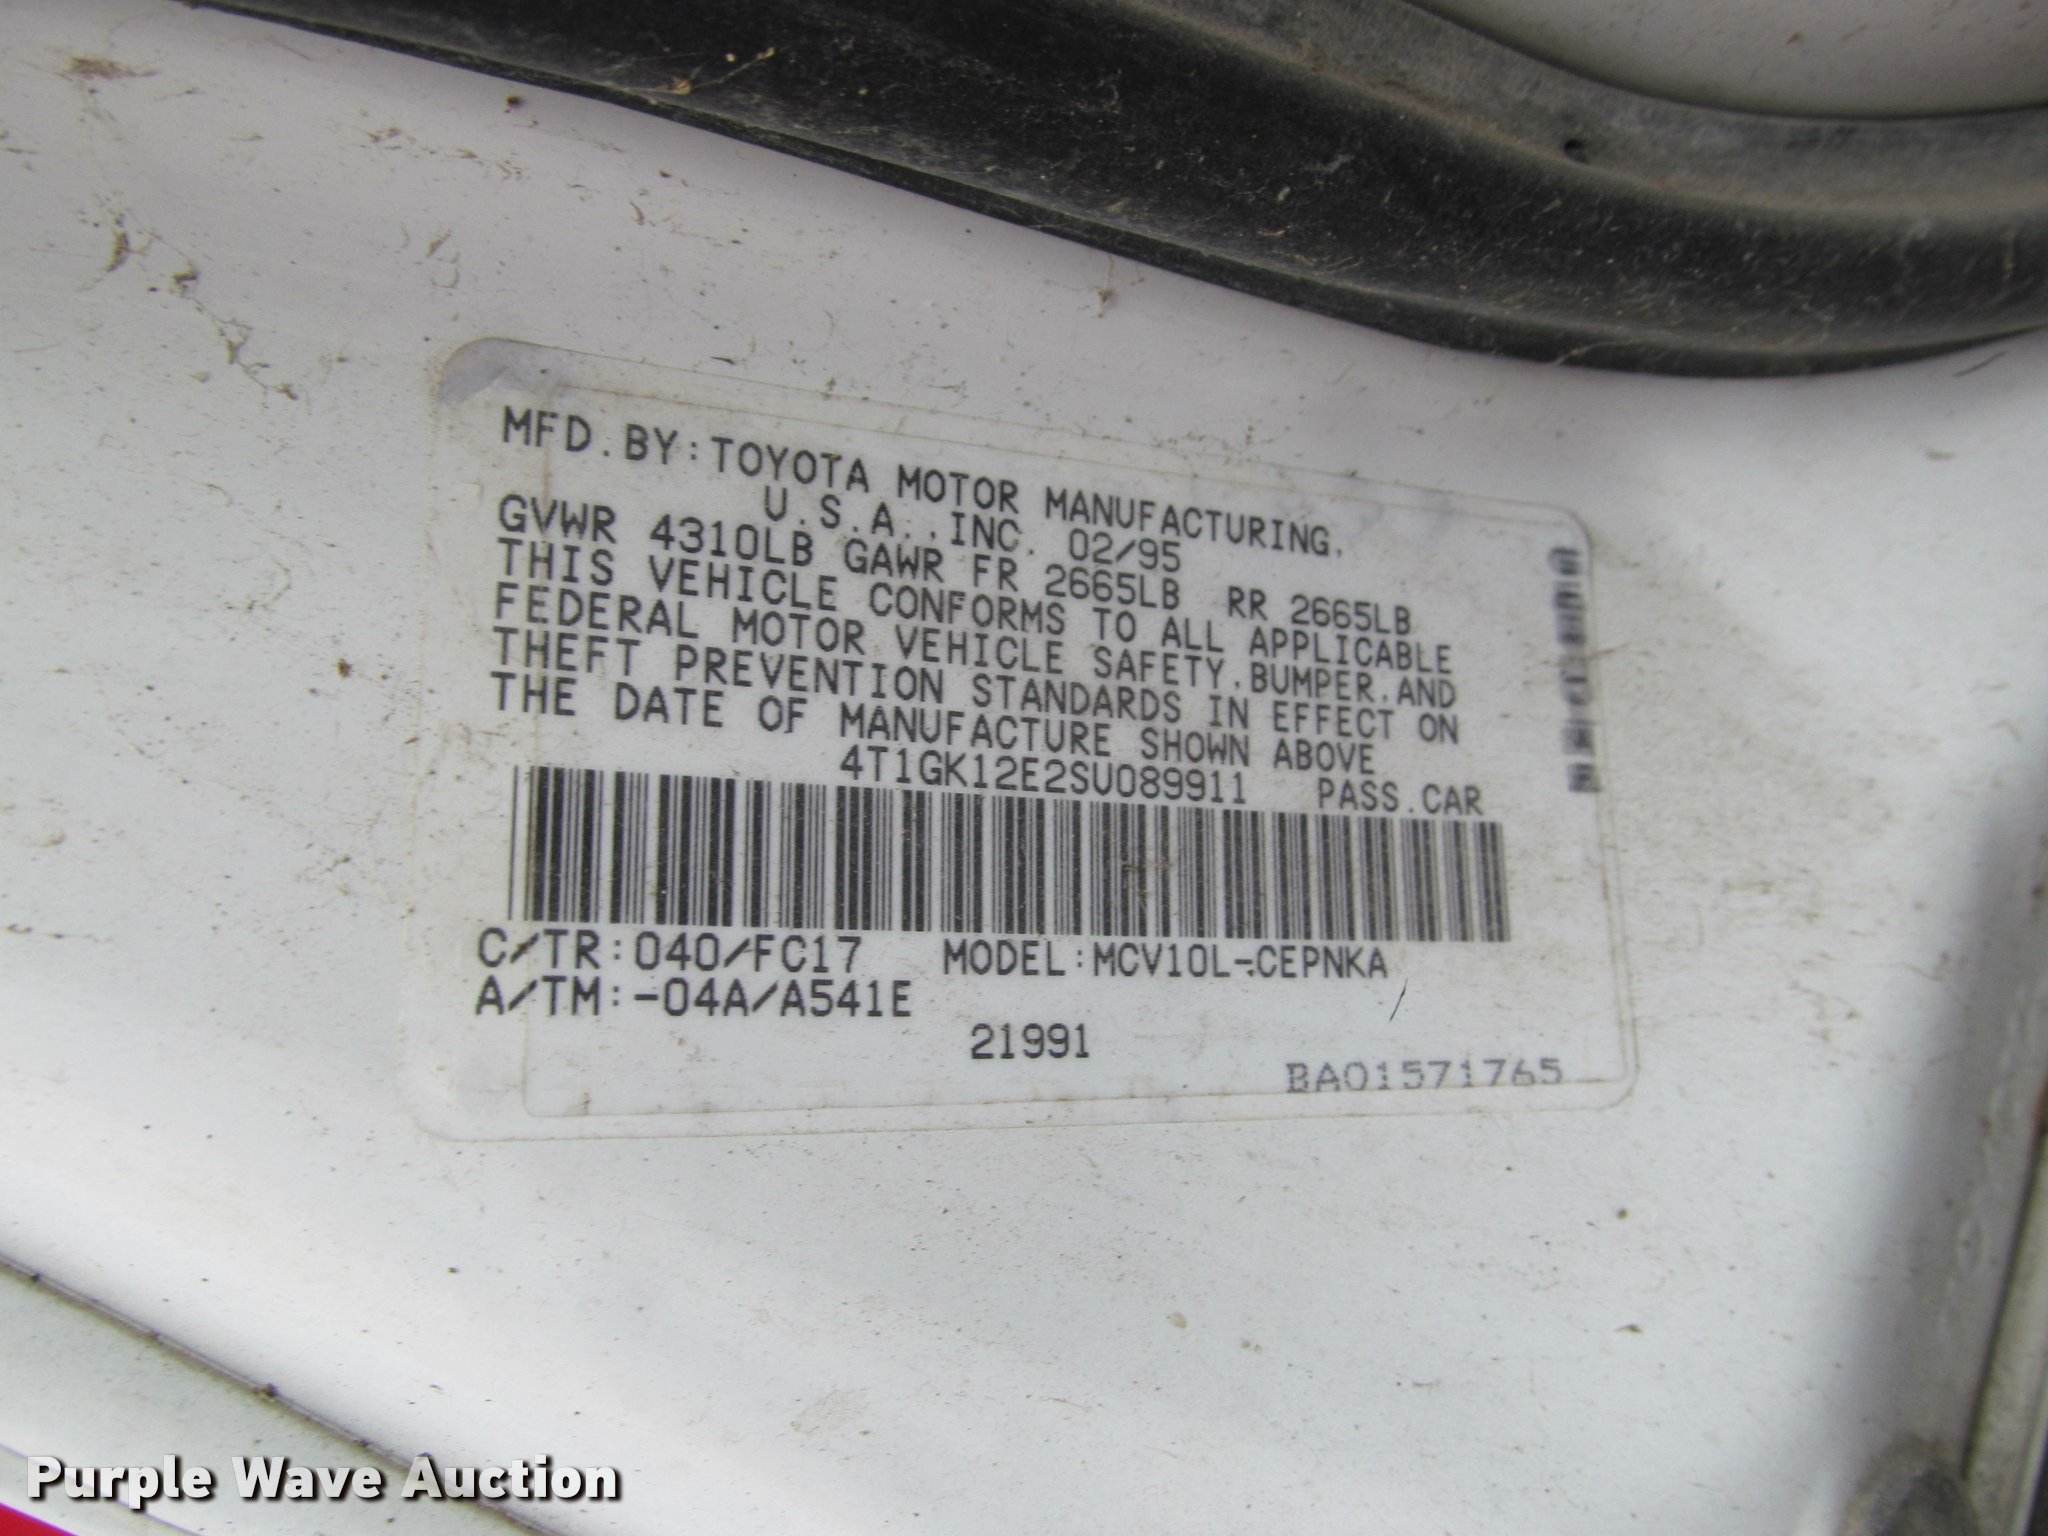 MFD.BY:TOYOTA MOTOR MANUFACTURING,
U.S.A.,INC. 02/95
GVWR 4310LB GAWR FR 2665LB RR 2665LB
THIS VEHICLE CONFORMS TO ALL APPLICABLE
FEDERAL MOTOR VEHICLE SAFETY,BUMPER,AND
THEFT PREVENTION STANDARDS IN EFFECT ON
THE DATE OF MANUFACTURE SHOWN ABOVE
4T1GK12E2SU089911 PASS.CAR
C/TR:040/FC17 MODEL:MCV10L-CEPNKA
A/TM:-04A/A541E
21991
BA01571765
Purple Wave Auction